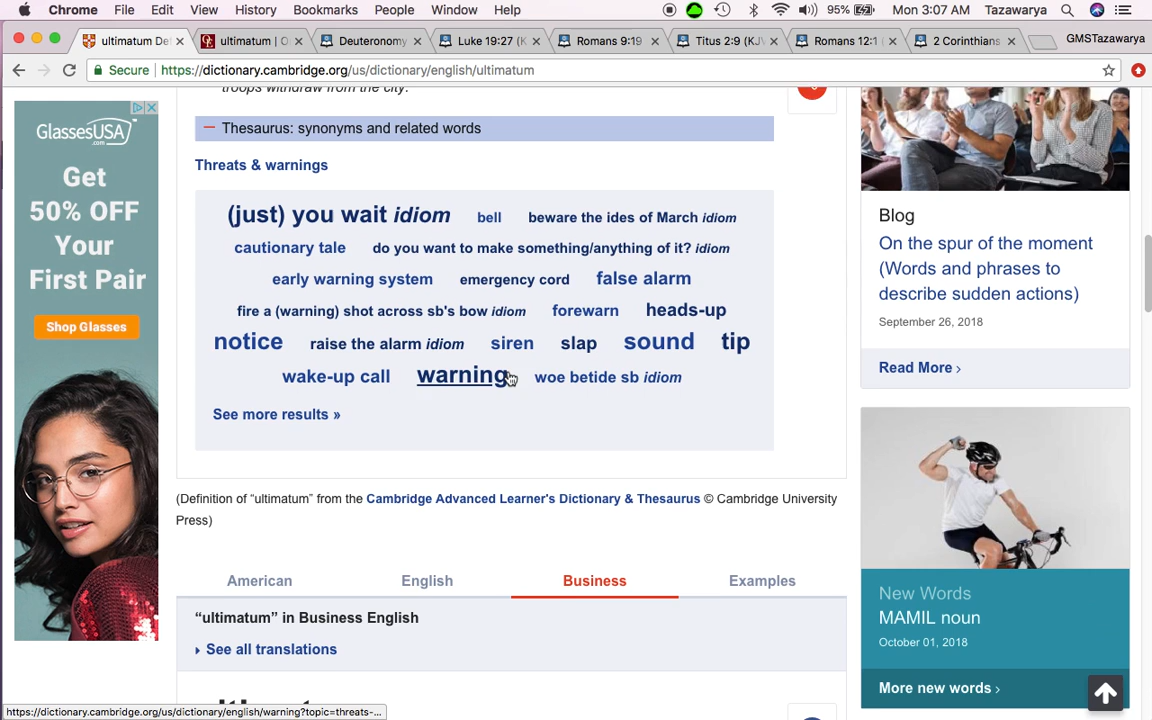 Chrome File Edit View History Bookmarks People Window Help 95% Mon 3:07 AM Tazawarya
ultimatum De ultimatum | O Deuteronomy Luke 19:27 (K Romans 9:19 Titus 2:9 (KJV Romans 12:1 ( 2 Corinthians GMSTazawarya
Secure https://dictionary.cambridge.org/us/dictionary/english/ultimatum
troops withdraw from the city.
Thesaurus: synonyms and related words
Threats & warnings
(just) you wait idiom bell beware the ides of March idiom
cautionary tale do you want to make something/anything of it? idiom
early warning system emergency cord false alarm
fire a (warning) shot across sb's bow idiom forewarn heads-up
notice raise the alarm idiom siren slap sound tip
wake-up call warning woe betide sb idiom
See more results »
(Definition of “ultimatum” from the Cambridge Advanced Learner's Dictionary & Thesaurus © Cambridge University
Press)
American English Business Examples
“ultimatum” in Business English
See all translations
GlassesUSA
.com
Get
50% OFF
Your
First Pair
Shop Glasses
Blog
On the spur of the moment
(Words and phrases to
describe sudden actions)
September 26, 2018
Read More ›
New Words
MAMIL noun
October 01, 2018
More new words ›
https://dictionary.cambridge.org/us/dictionary/english/warning?topic=threats-...